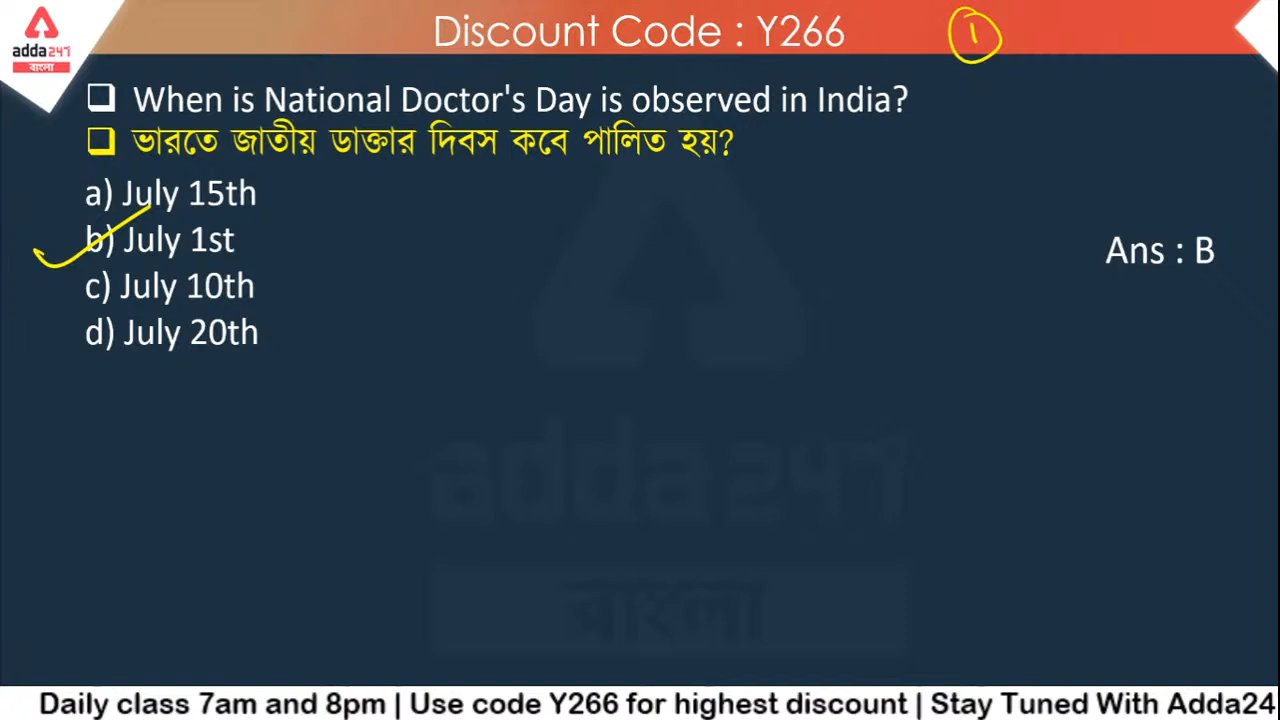 adda247
বাংলা
Discount Code : Y266
1
❑ When is National Doctor's Day is observed in India?
❑ ভারতে জাতীয় ডাক্তার দিবস কবে পালিত হয়?
a) July 15th
b) July 1st
c) July 10th
d) July 20th
Ans : B
adda247
বাংলা
Daily class 7am and 8pm | Use code Y266 for highest discount | Stay Tuned With Adda24